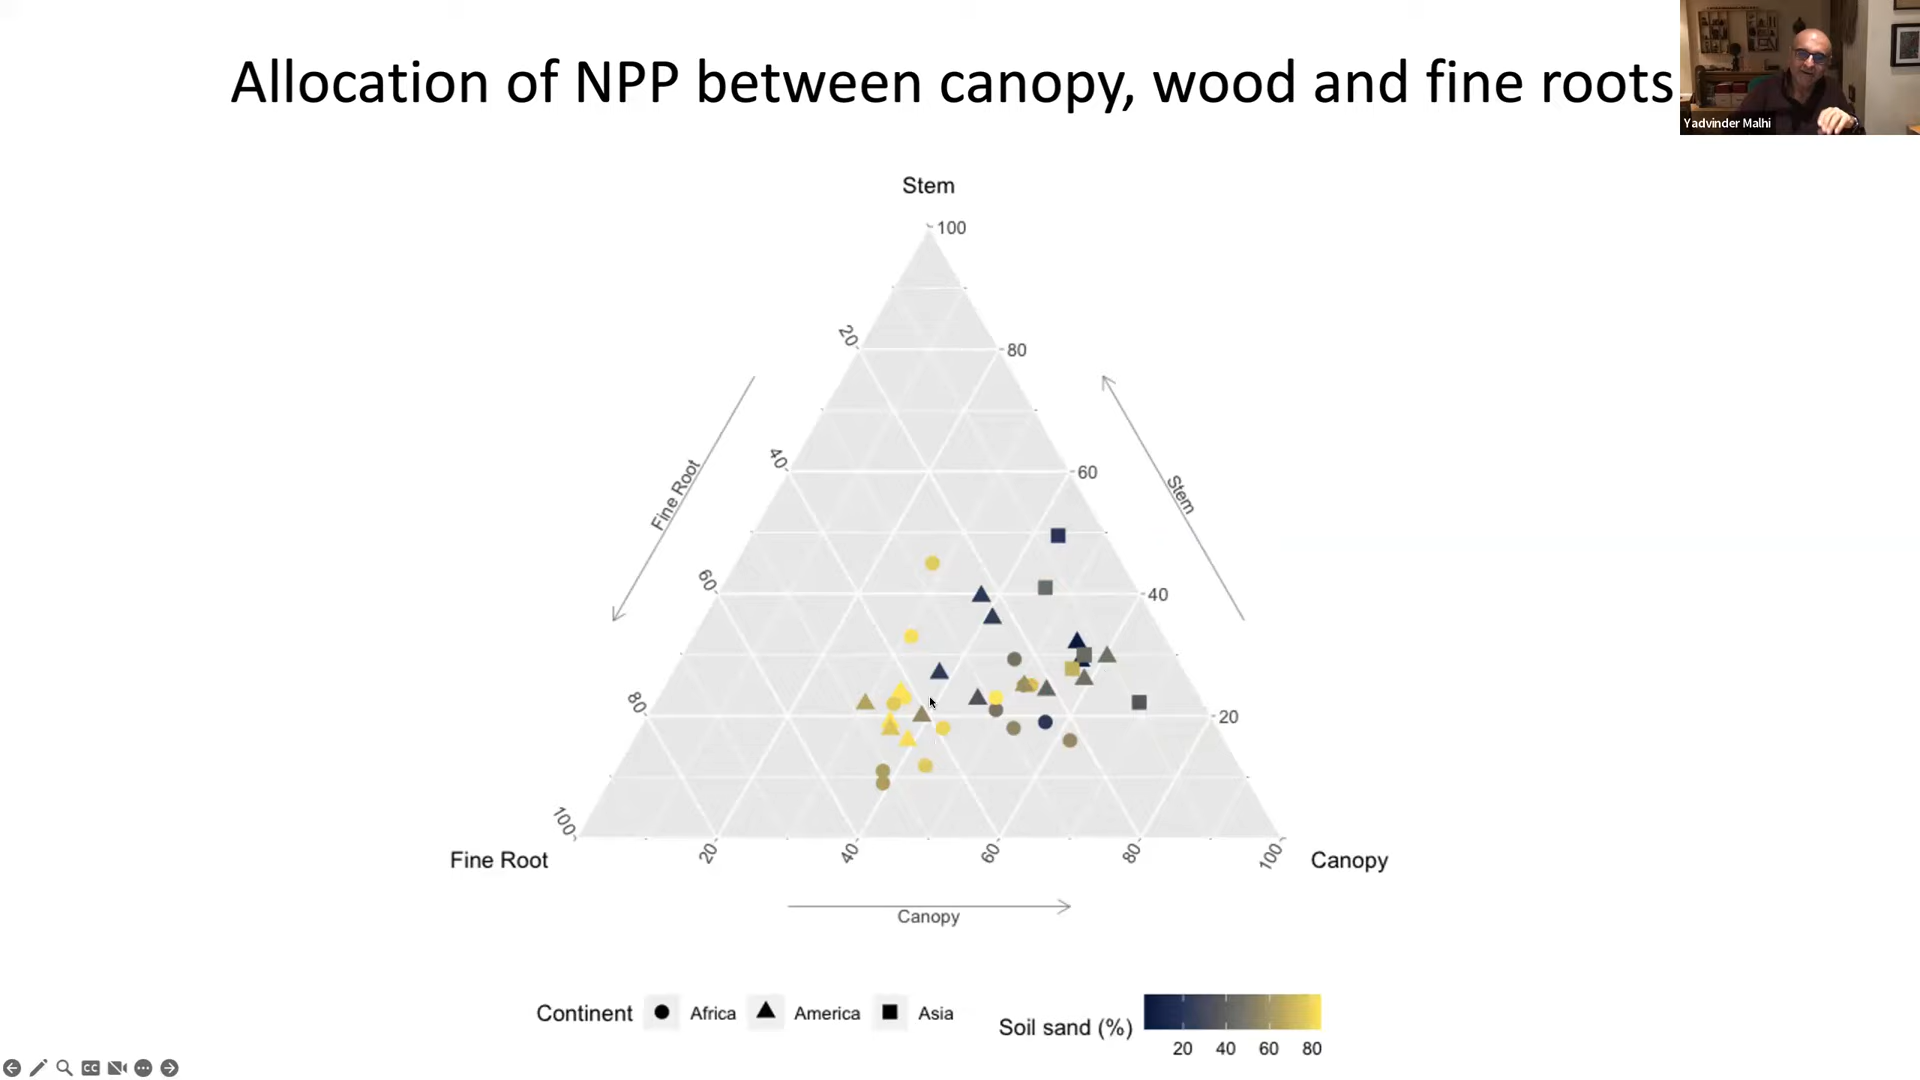 Allocation of NPP between canopy, wood and fine roots
Yadvinder Malhi
Stem
100
20
80
40
60
Fine Root
Stem
60
40
80
20
100
Fine Root
20
40
60
80
100
Canopy
Canopy
Continent Africa America Asia
Soil sand (%)
20 40 60 80
CC